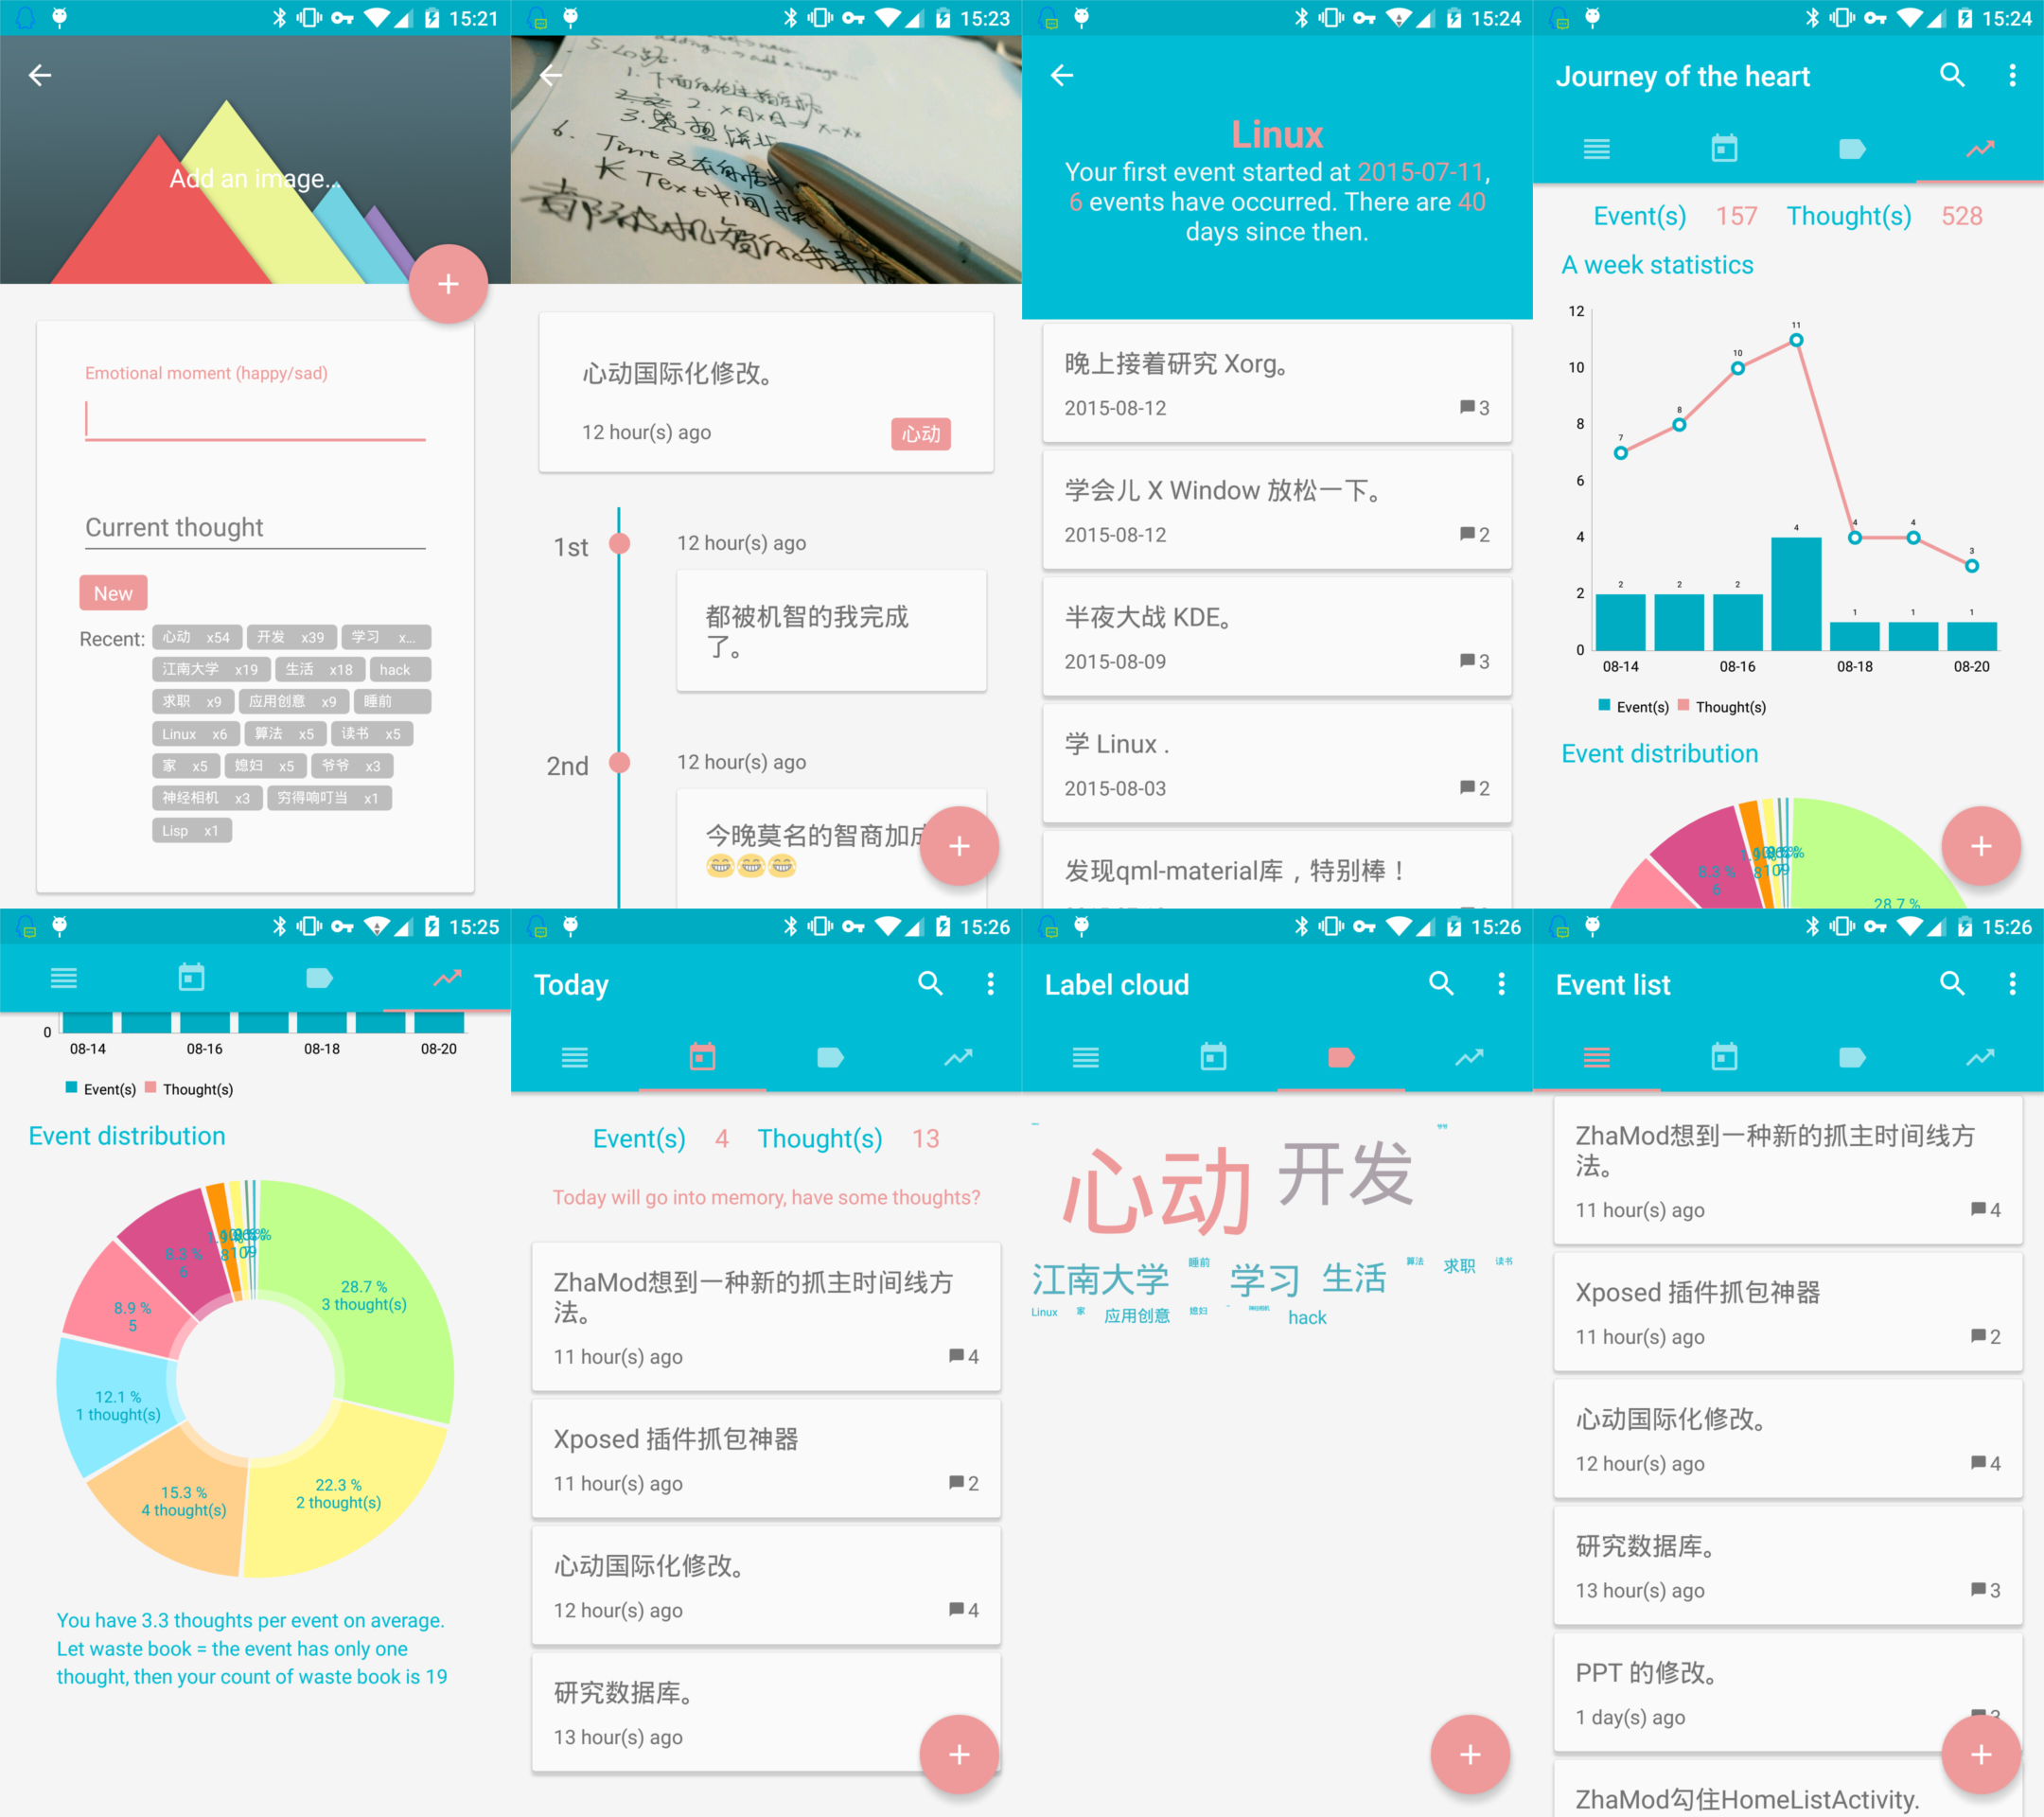 15:21
Add an image...
Emotional moment (happy/sad)
Current thought
New
Recent:
心动 x54
开发 x39
学习 x...
江南大学 x19
生活 x18
hack
求职 x9
应用创意 x9
睡前
Linux x6
算法 x5
读书 x5
家 x5
媳妇 x5
爷爷 x3
神经相机 x3
穷得响叮当 x1
Lisp x1
15:23
心动国际化修改。
12 hour(s) ago
心动
1st
12 hour(s) ago
都被机智的我完成
了。
2nd
12 hour(s) ago
今晚莫名的智商加
😂😂😂
15:24
Linux
Your first event started at 2015-07-11,
6 events have occurred. There are 40
days since then.
晚上接着研究 Xorg。
2015-08-12
3
学会儿 X Window 放松一下。
2015-08-12
2
半夜大战 KDE。
2015-08-09
3
学 Linux .
2015-08-03
2
发现qml-material库，特别棒！
15:24
Journey of the heart
Event(s) 157 Thought(s) 528
A week statistics
12
10
8
6
4
2
0
7
8
10
11
4
4
3
2
2
2
4
1
1
1
08-14
08-16
08-18
08-20
Event(s) Thought(s)
Event distribution
8.3 %
6
28.7 %
15:25
0
08-14
08-16
08-18
08-20
Event(s) Thought(s)
Event distribution
28.7 %
3 thought(s)
22.3 %
2 thought(s)
15.3 %
4 thought(s)
12.1 %
1 thought(s)
8.9 %
5
8.3 %
6
You have 3.3 thoughts per event on average.
Let waste book = the event has only one
thought, then your count of waste book is 19
15:26
Today
Event(s) 4 Thought(s) 13
Today will go into memory, have some thoughts?
ZhaMod想到一种新的抓主时间线方
法。
11 hour(s) ago
4
Xposed 插件抓包神器
11 hour(s) ago
2
心动国际化修改。
12 hour(s) ago
4
研究数据库。
13 hour(s) ago
15:26
Label cloud
心动 开发
江南大学 睡前 学习 生活 算法 求职 读书
Linux 家 应用创意 媳妇 hack
15:26
Event list
ZhaMod想到一种新的抓主时间线方
法。
11 hour(s) ago
4
Xposed 插件抓包神器
11 hour(s) ago
2
心动国际化修改。
12 hour(s) ago
4
研究数据库。
13 hour(s) ago
3
PPT 的修改。
1 day(s) ago
ZhaMod勾住HomeListActivity.